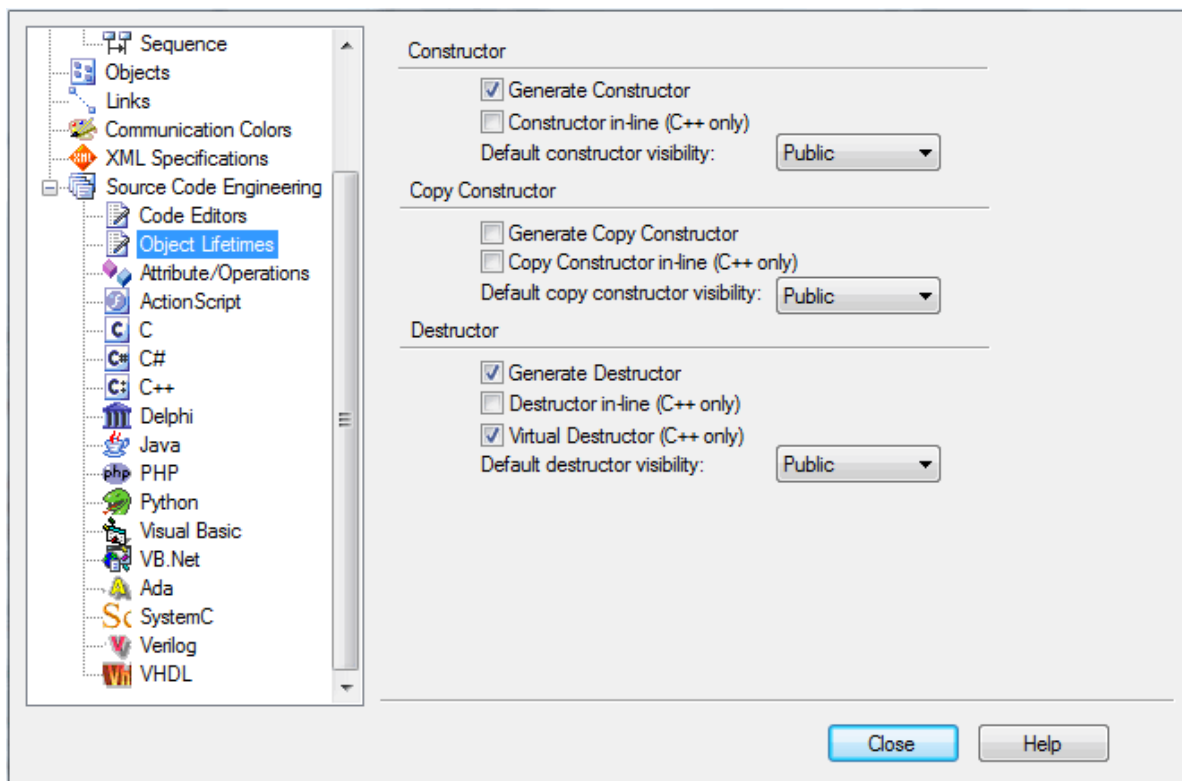 Sequence
Objects
Links
Communication Colors
XML Specifications
Source Code Engineering
Code Editors
Object Lifetimes
Attribute/Operations
ActionScript
C
C#
C++
Delphi
Java
php PHP
Python
Visual Basic
VB.Net
Ada
SystemC
Verilog
VHDL
Constructor
Generate Constructor
Constructor in-line (C++ only)
Default constructor visibility: Public
Copy Constructor
Generate Copy Constructor
Copy Constructor in-line (C++ only)
Default copy constructor visibility: Public
Destructor
Generate Destructor
Destructor in-line (C++ only)
Virtual Destructor (C++ only)
Default destructor visibility: Public
Close Help